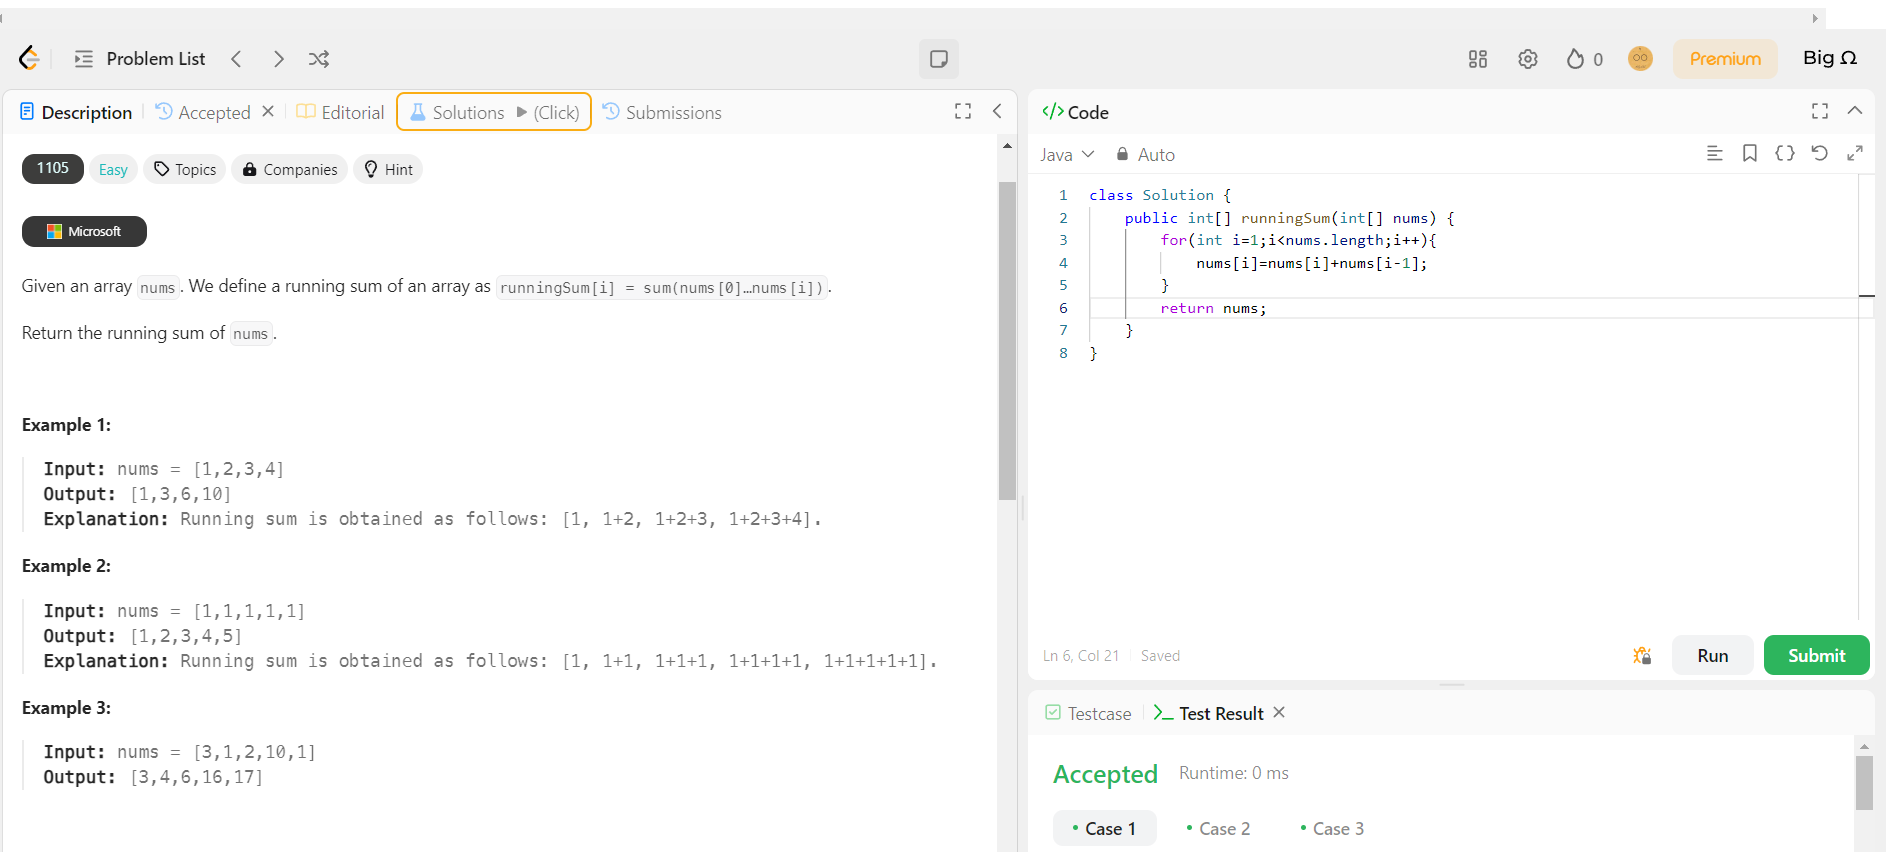 Problem List
0
Premium
Big Ω
Description
Accepted
Editorial
Solutions ▶ (Click)
Submissions
1105
Easy
Topics
Companies
Hint
Microsoft
Given an array nums. We define a running sum of an array as runningSum[i] = sum(nums[0]…nums[i]).
Return the running sum of nums.
Example 1:
Input: nums = [1,2,3,4]
Output: [1,3,6,10]
Explanation: Running sum is obtained as follows: [1, 1+2, 1+2+3, 1+2+3+4].
Example 2:
Input: nums = [1,1,1,1,1]
Output: [1,2,3,4,5]
Explanation: Running sum is obtained as follows: [1, 1+1, 1+1+1, 1+1+1+1, 1+1+1+1+1].
Example 3:
Input: nums = [3,1,2,10,1]
Output: [3,4,6,16,17]
</> Code
Java
Auto
1 class Solution {
2 public int[] runningSum(int[] nums) {
3 for(int i=1;i<nums.length;i++){
4 nums[i]=nums[i]+nums[i-1];
5 }
6 return nums;
7 }
8 }
Ln 6, Col 21
Saved
Run
Submit
Testcase
Test Result
Accepted
Runtime: 0 ms
• Case 1
• Case 2
• Case 3